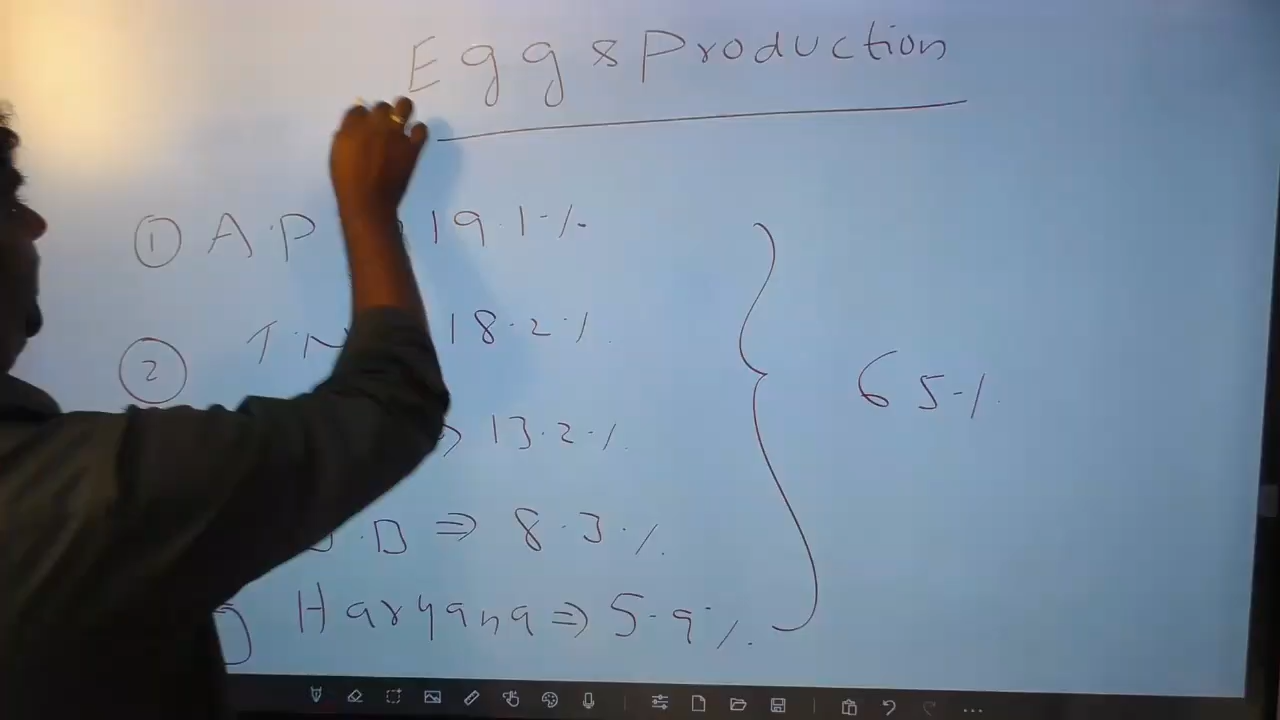 Eggs Production
① A.P 19.1%
② T.N 18.2%
⇒ 13.2%
.B ⇒ 8.3%
Haryana ⇒ 5.9%
65%